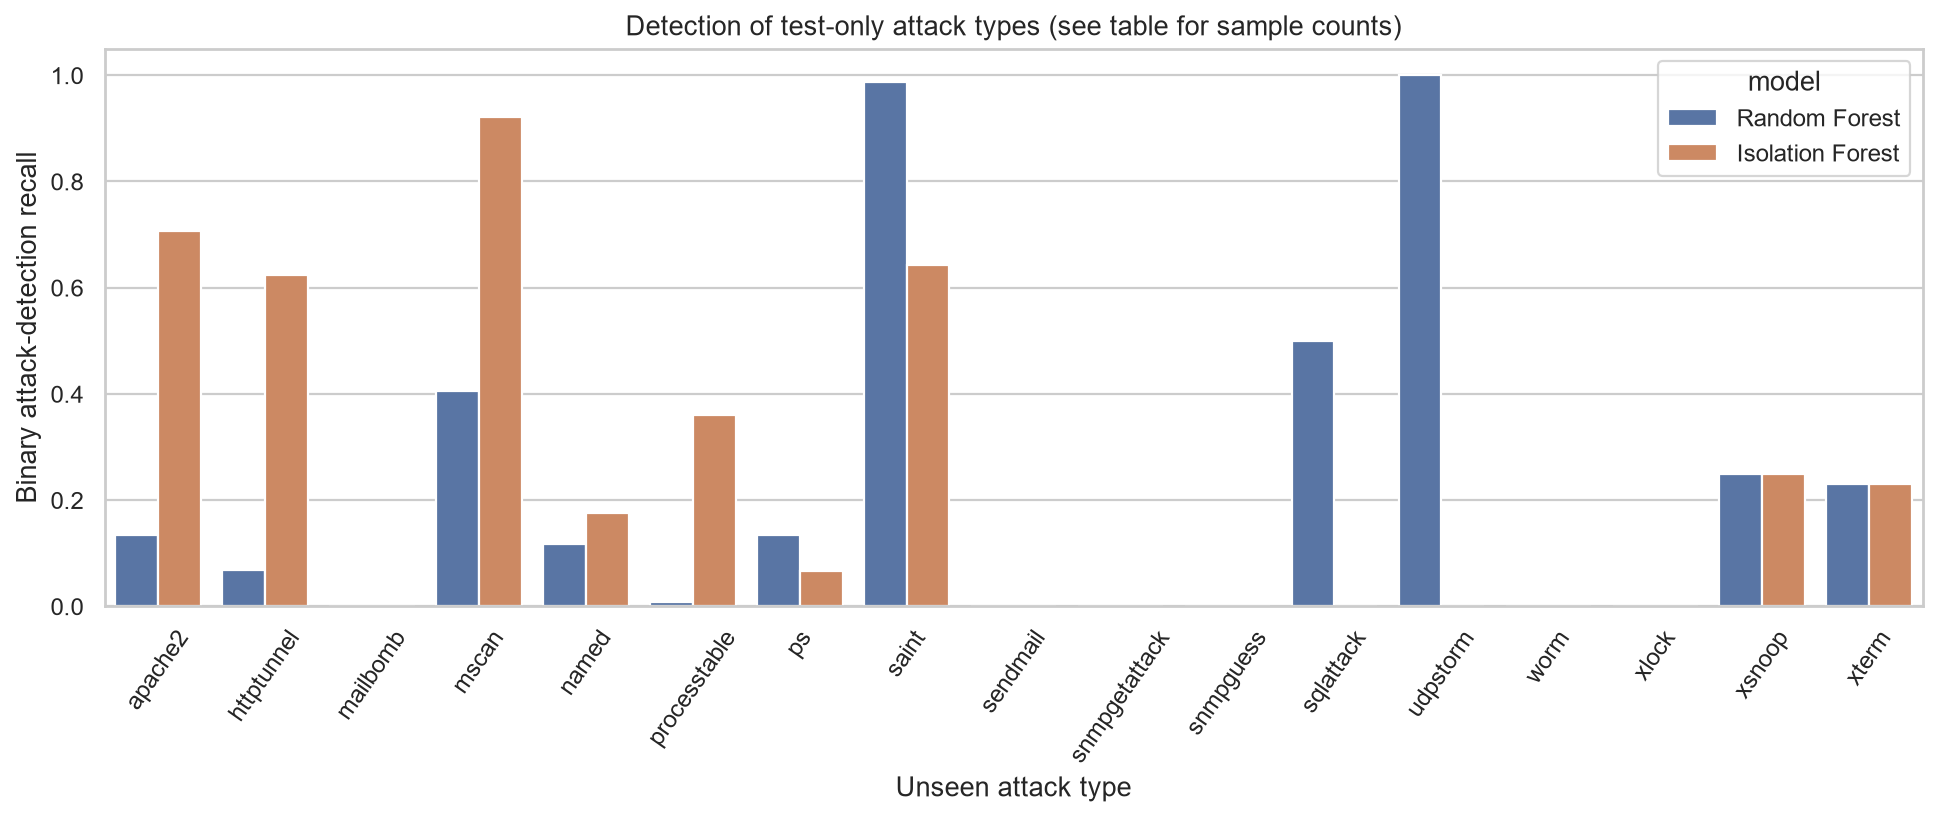 Detection of test-only attack types (see table for sample counts)
model
Random Forest
Isolation Forest
Binary attack-detection recall
1.0
0.8
0.6
0.4
0.2
0.0
apache2
httptunnel
mailbomb
mscan
named
processtable
ps
saint
sendmail
snmpgetattack
snmpguess
sqlattack
udpstorm
worm
xlock
xsnoop
xterm
Unseen attack type